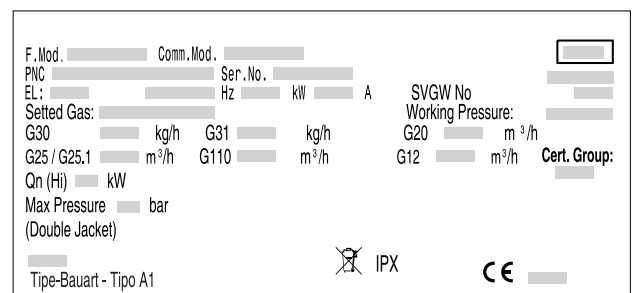 F.Mod. Comm.Mod.
PNC Ser.No.
EL: Hz kW A SVGW No
Setted Gas: Working Pressure:
G30 kg/h G31 kg/h G20 m³/h
G25 / G25.1 m³/h G110 m³/h G12 m³/h Cert. Group:
Qn (Hi) kW
Max Pressure bar
(Double Jacket)
IPX CE
Tipe-Bauart - Tipo A1